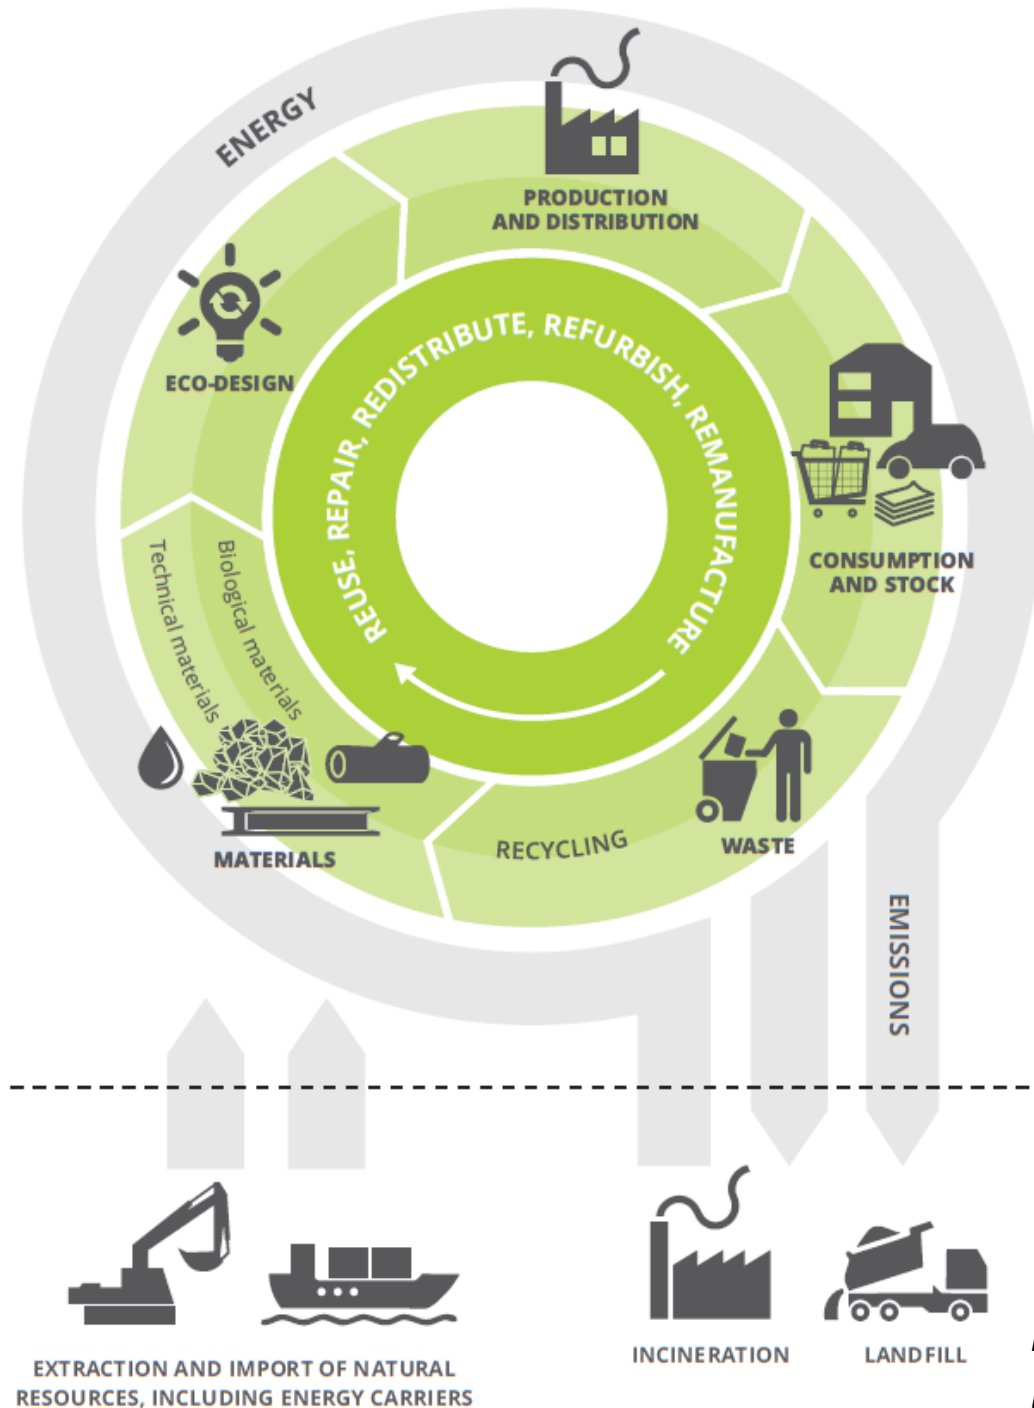 ENERGY
PRODUCTION
AND DISTRIBUTION
ECO-DESIGN
REUSE, REPAIR, REDISTRIBUTE, REFURBISH, REMANUFACTURE
CONSUMPTION
AND STOCK
Technical materials
Biological materials
MATERIALS
RECYCLING
WASTE
EMISSIONS
EXTRACTION AND IMPORT OF NATURAL
RESOURCES, INCLUDING ENERGY CARRIERS
INCINERATION
LANDFILL